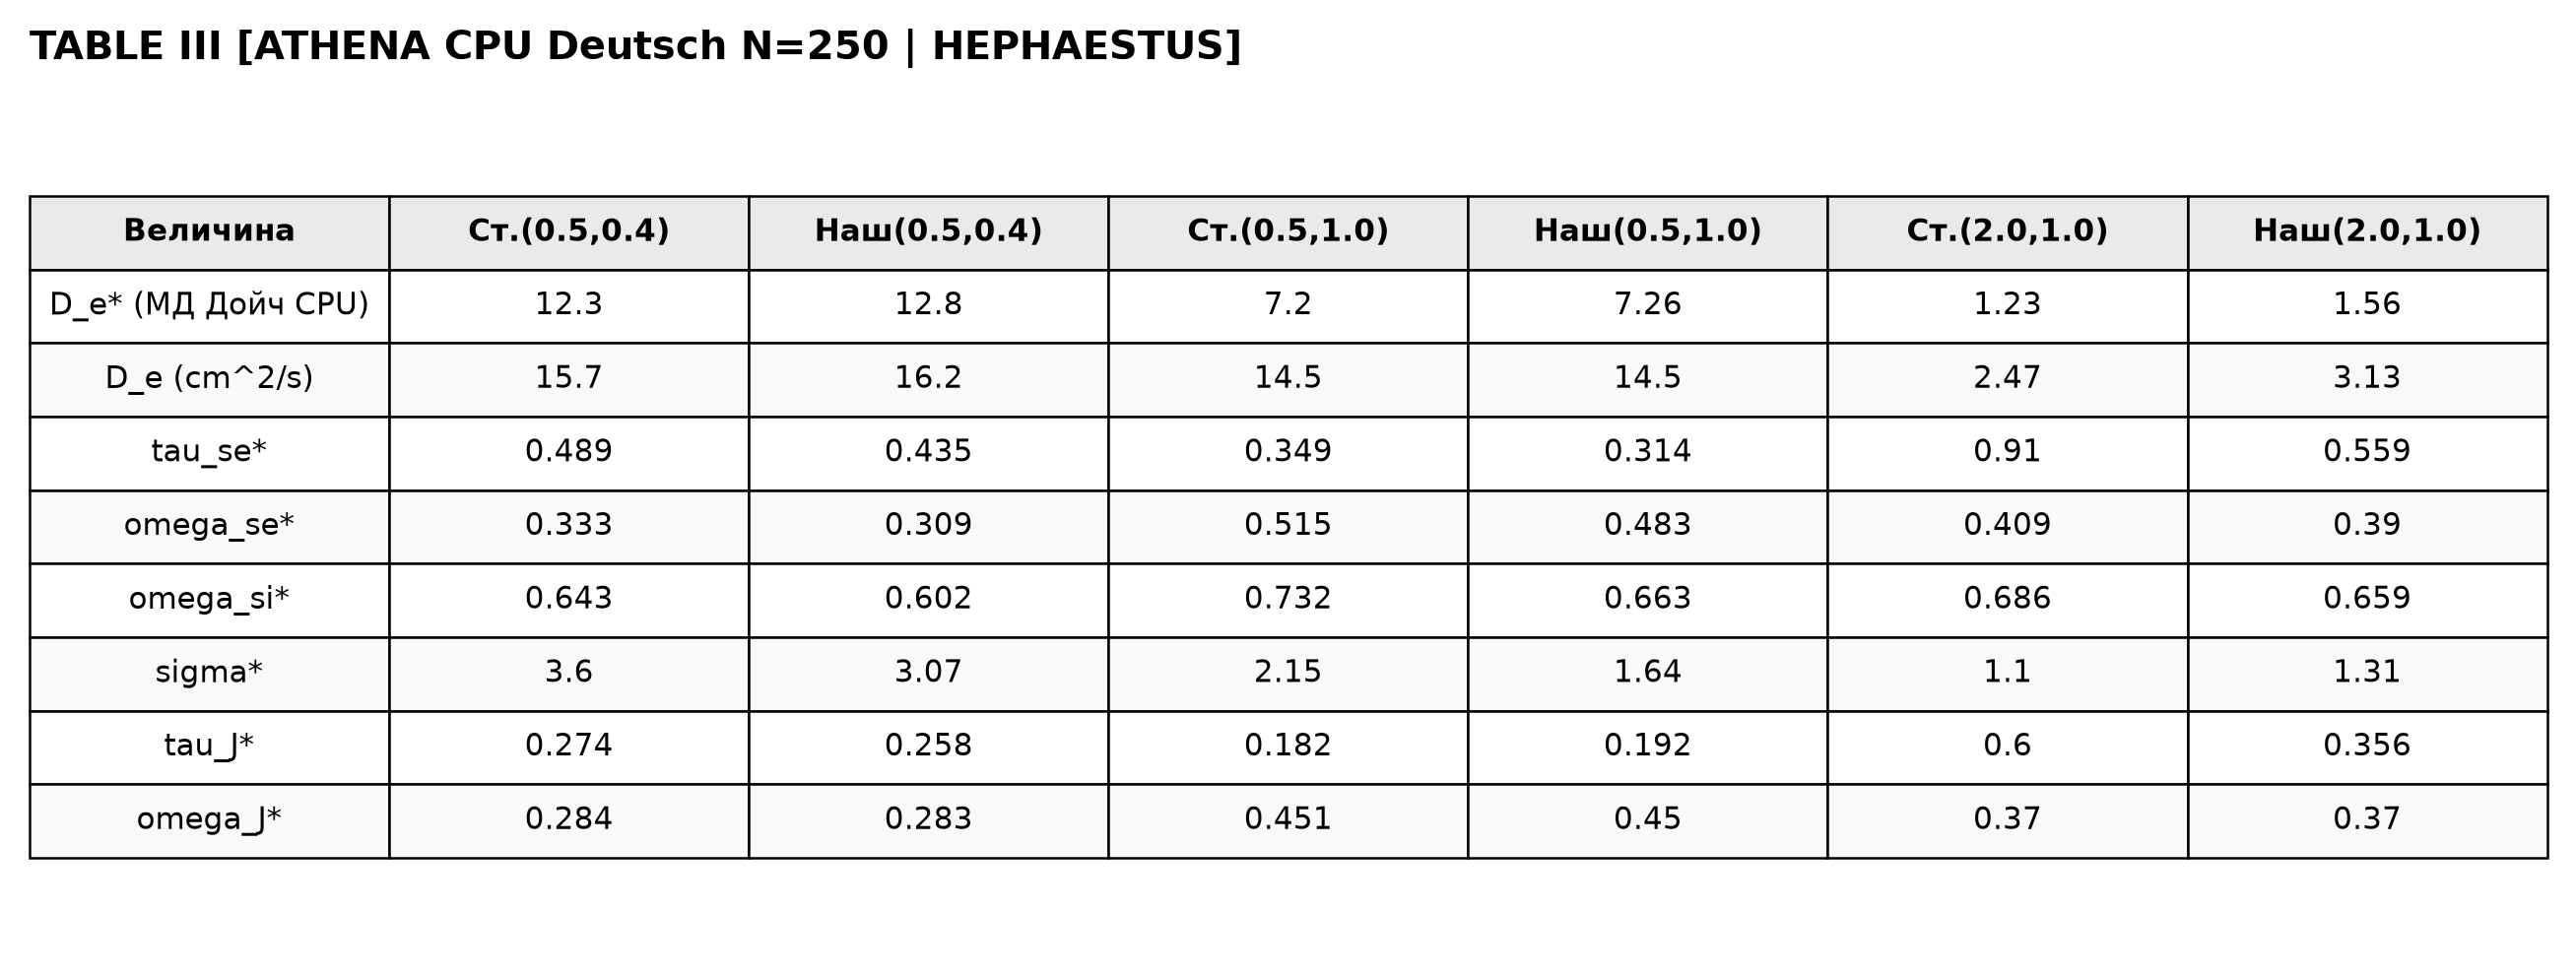 TABLE III [ATHENA CPU Deutsch N=250 | HEPHAESTUS]
Величина Ст.(0.5,0.4) Наш(0.5,0.4) Ст.(0.5,1.0) Наш(0.5,1.0) Ст.(2.0,1.0) Наш(2.0,1.0)
D_e* (МД Дойч CPU) 12.3 12.8 7.2 7.26 1.23 1.56
D_e (cm^2/s) 15.7 16.2 14.5 14.5 2.47 3.13
tau_se* 0.489 0.435 0.349 0.314 0.91 0.559
omega_se* 0.333 0.309 0.515 0.483 0.409 0.39
omega_si* 0.643 0.602 0.732 0.663 0.686 0.659
sigma* 3.6 3.07 2.15 1.64 1.1 1.31
tau_J* 0.274 0.258 0.182 0.192 0.6 0.356
omega_J* 0.284 0.283 0.451 0.45 0.37 0.37